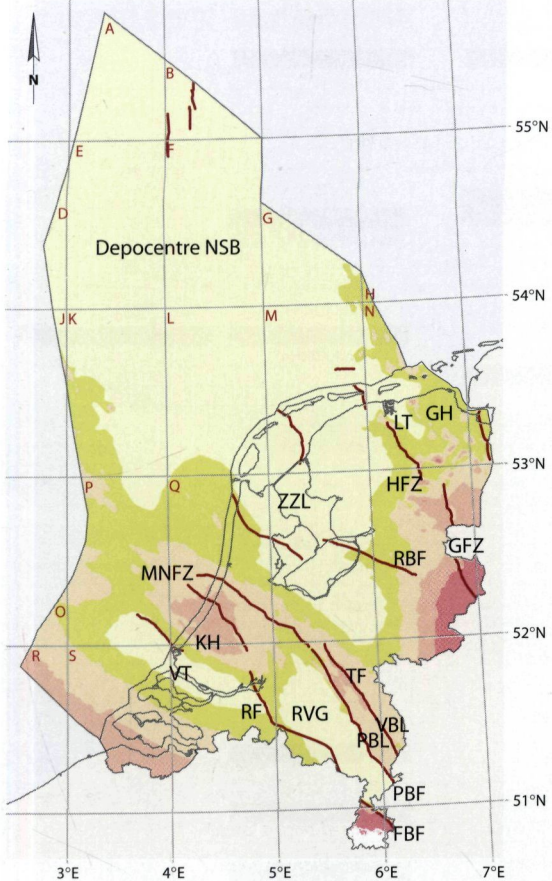 A
B
N
55°N
E
F
D
G
Depocentre NSB
H
54°N
J K L M N
LT GH
53°N
HFZ
P Q ZZL
GFZ
RBF
MNFZ
O
52°N
KH
R S
VT TF
RF RVG VBL
PBL
PBF
51°N
FBF
3°E 4°E 5°E 6°E 7°E